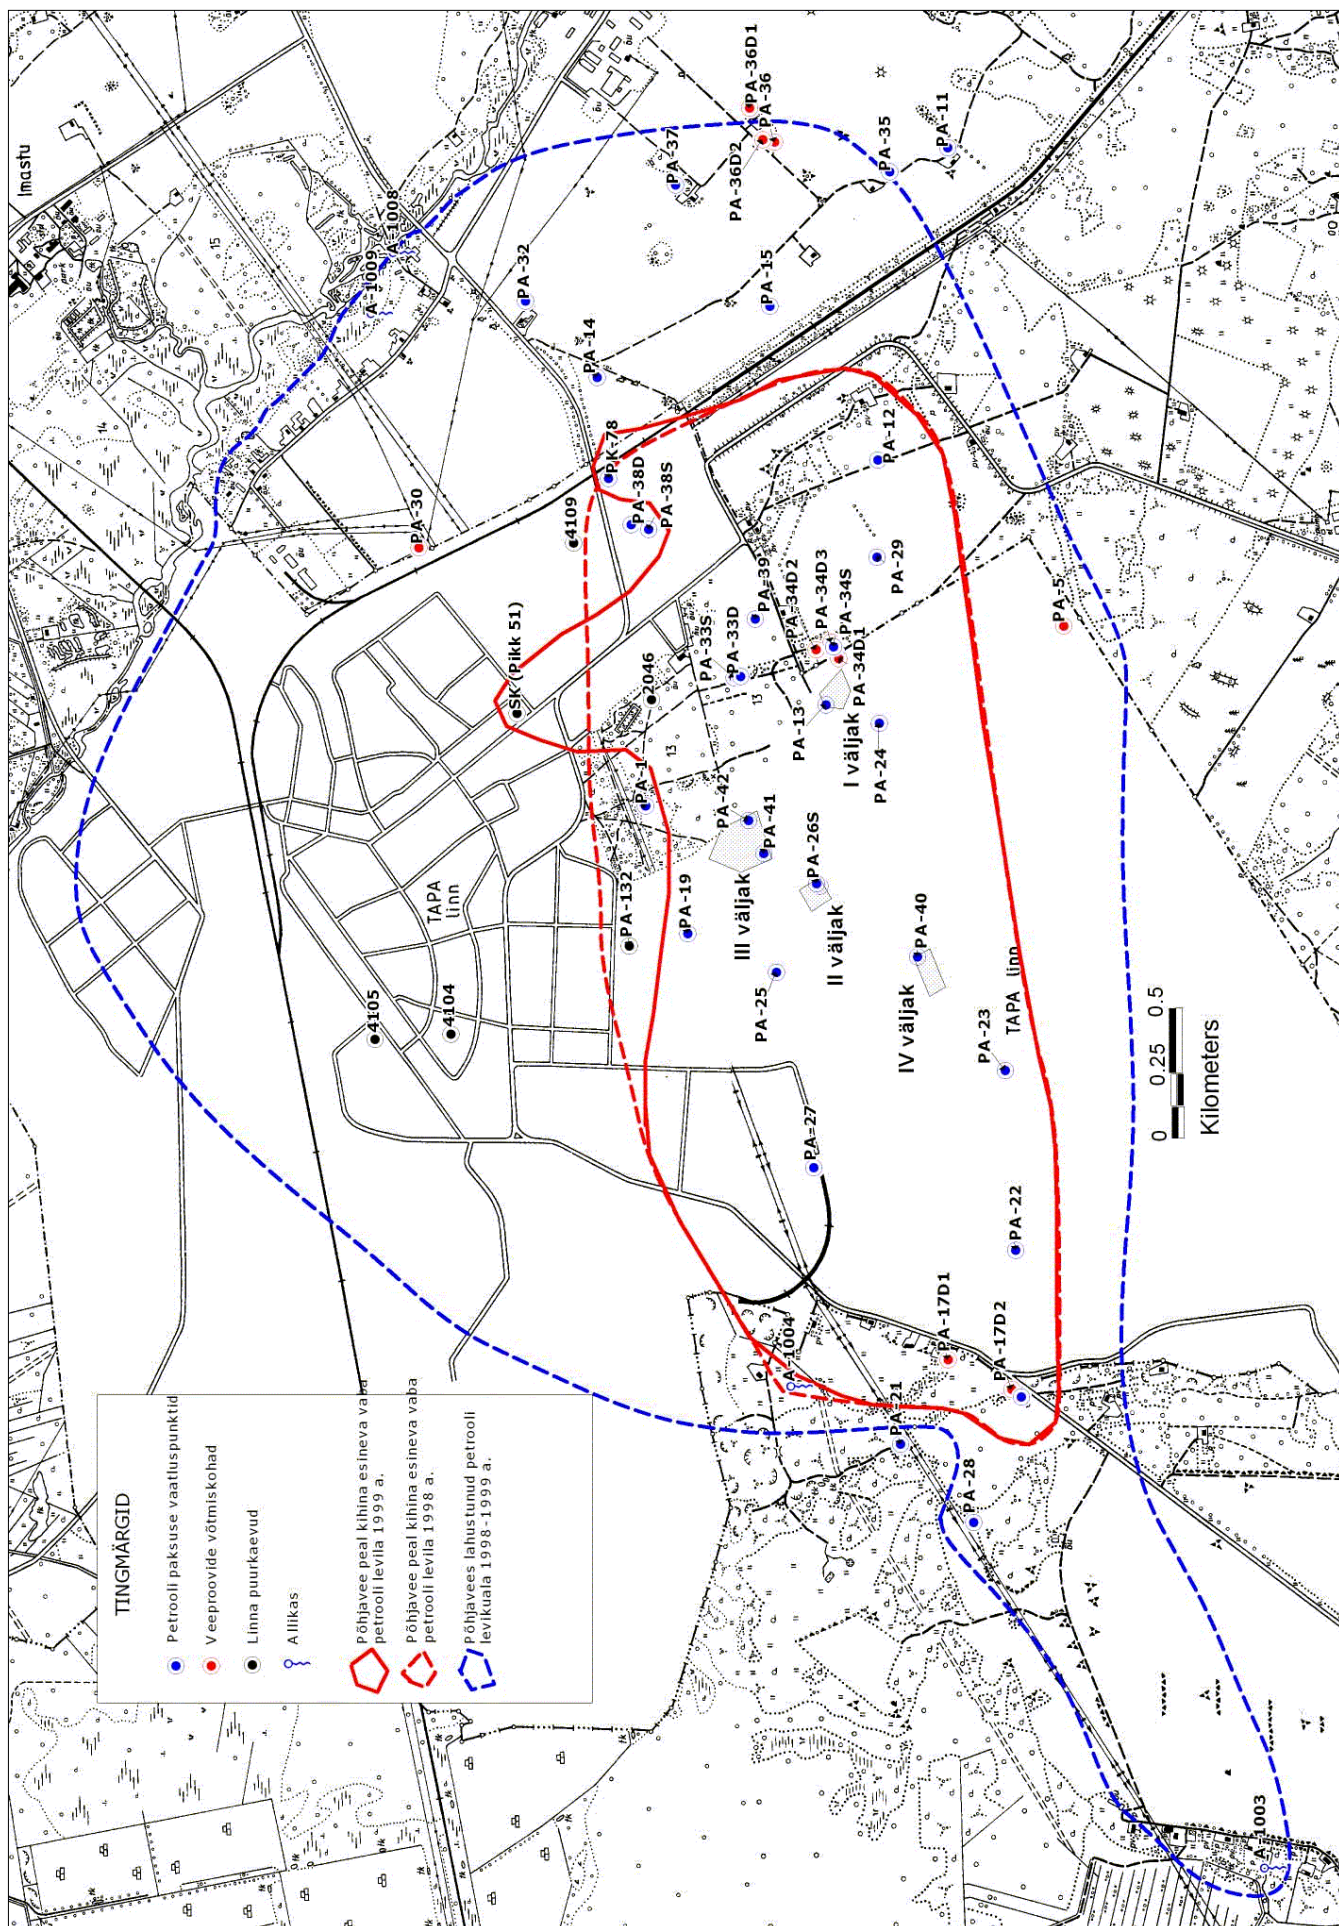 TINGMÄRGID
Petrooli paksuse vaatluspunktid
Veeproovide võtmiskohad
Linna puurkaevud
Allikas
Põhjavee peal kihina esineva vaba
petrooli levila 1999 a.
Põhjavee peal kihina esineva vaba
petrooli levila 1998 a.
Põhjavees lahustunud petrooli
levikuala 1998-1999 a.
Imastu
park
A-1009
A-1008
15
14
PA-30
PA-32
PA-14
PA-37
PA-36D1
PA-36
PA-36D2
PA-15
PA-35
PA-11
4109
PK-78
PA-38D
PA-38S
SK (Pikk 51)
2046
PA-33S
PA-33D
PA-39
PA-34D2
PA-34D3
PA-34S
PA-34D1
PA-12
PA-29
PA-5
PA-13
I väljak
PA-24
13
13
PA-1
PA-42
PA-41
III väljak
PA-26S
II väljak
PA-132
PA-19
PA-25
TAPA
linn
4105
4104
PA-40
IV väljak
PA-23
TAPA linn
PA-27
PA-22
A-1004
PA-17D1
PA-17D2
PA-21
PA-28
A-1003
0 0.25 0.5
Kilometers